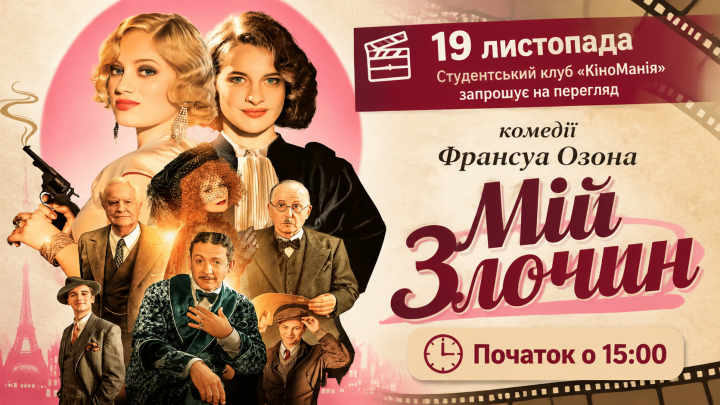 19 листопада
Студентський клуб «КіноМанія»
запрошує на перегляд
комедії
Франсуа Озона
Мій
Злочин
Початок о 15:00